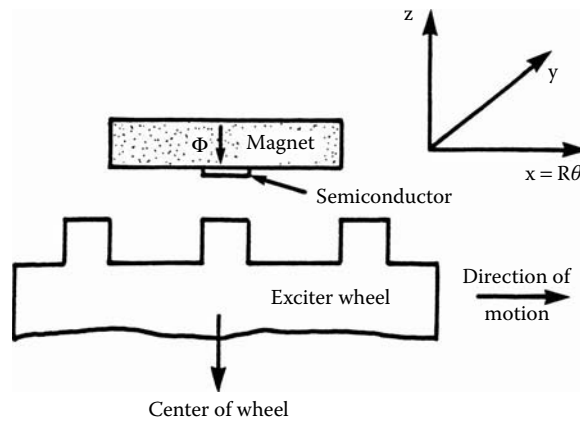 z
y
x = Rθ
Φ
Magnet
Semiconductor
Exciter wheel
Direction of
motion
Center of wheel